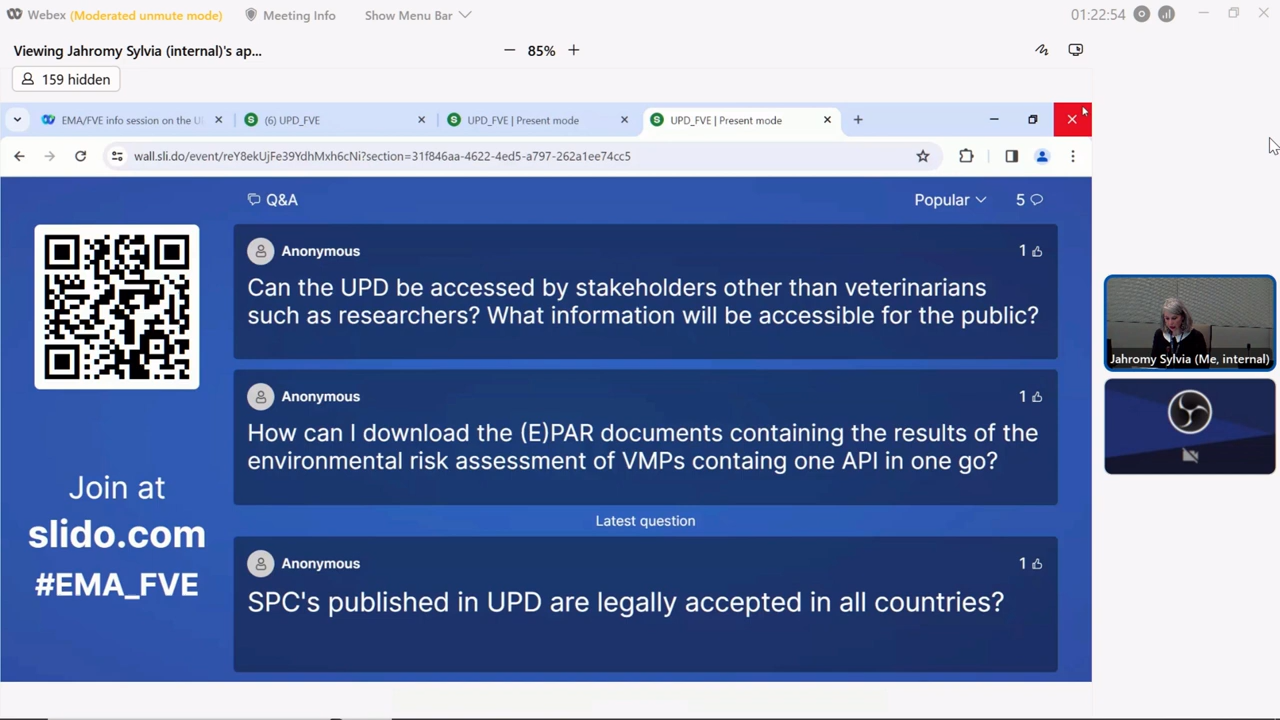 Webex (Moderated unmute mode) Meeting Info Show Menu Bar 01:22:54
Viewing Jahromy Sylvia (internal)'s ap... 85%
159 hidden
EMA/FVE info session on the U (6) UPD_FVE UPD_FVE | Present mode UPD_FVE | Present mode
wall.sli.do/event/reY8ekUjFe39YdhMxh6cNi?section=31f846aa-4622-4ed5-a797-262a1ee74cc5
Q&A Popular 5
Anonymous 1
Can the UPD be accessed by stakeholders other than veterinarians
such as researchers? What information will be accessible for the public?
Anonymous 1
How can I download the (E)PAR documents containing the results of the
environmental risk assessment of VMPs containg one API in one go?
Latest question
Anonymous 1
SPC's published in UPD are legally accepted in all countries?
Join at
slido.com
#EMA_FVE
Jahromy Sylvia (Me, internal)